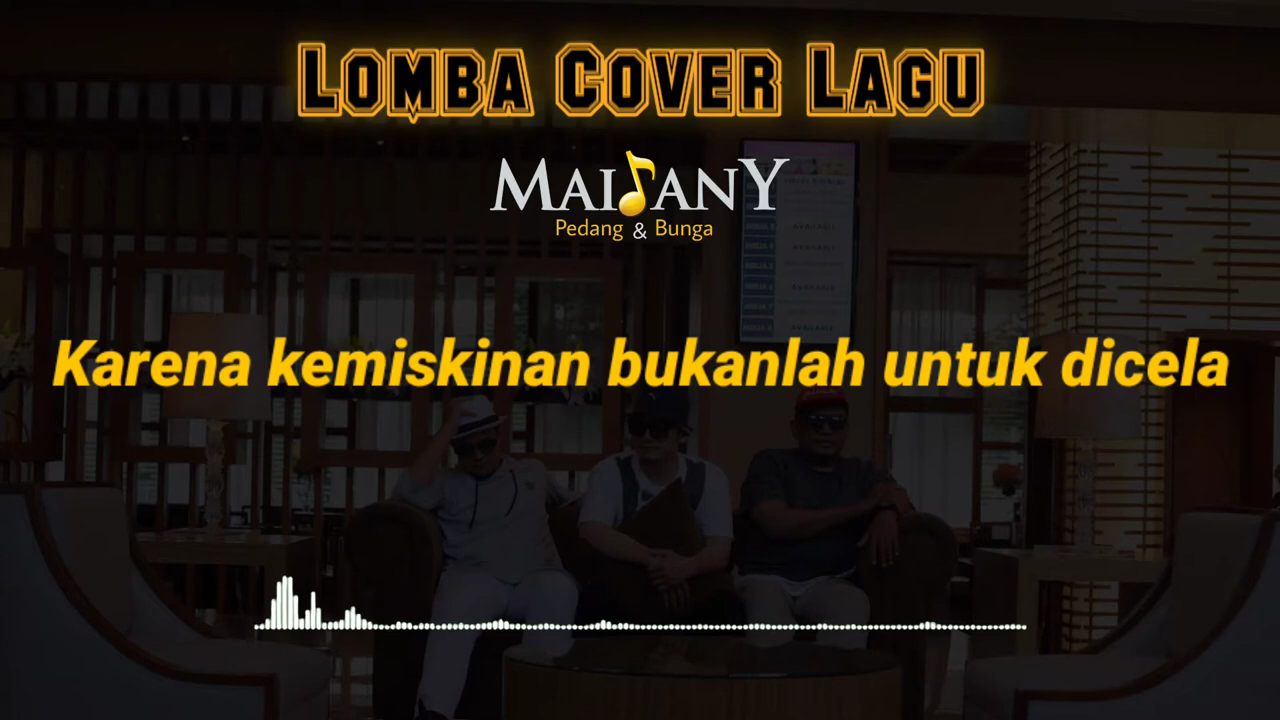 LOMBA COVER LAGU
MAIDANY
Pedang & Bunga
Karena kemiskinan bukanlah untuk dicela